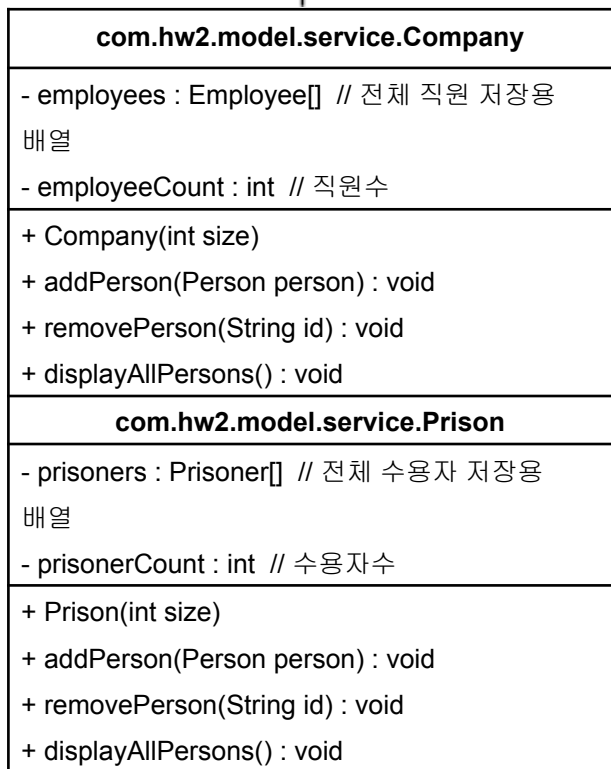 com.hw2.model.service.Company
- employees : Employee[]  // 전체 직원 저장용
배열
- employeeCount : int  // 직원수
+ Company(int size)
+ addPerson(Person person) : void
+ removePerson(String id) : void
+ displayAllPersons() : void
com.hw2.model.service.Prison
- prisoners : Prisoner[]  // 전체 수용자 저장용
배열
- prisonerCount : int  // 수용자수
+ Prison(int size)
+ addPerson(Person person) : void
+ removePerson(String id) : void
+ displayAllPersons() : void